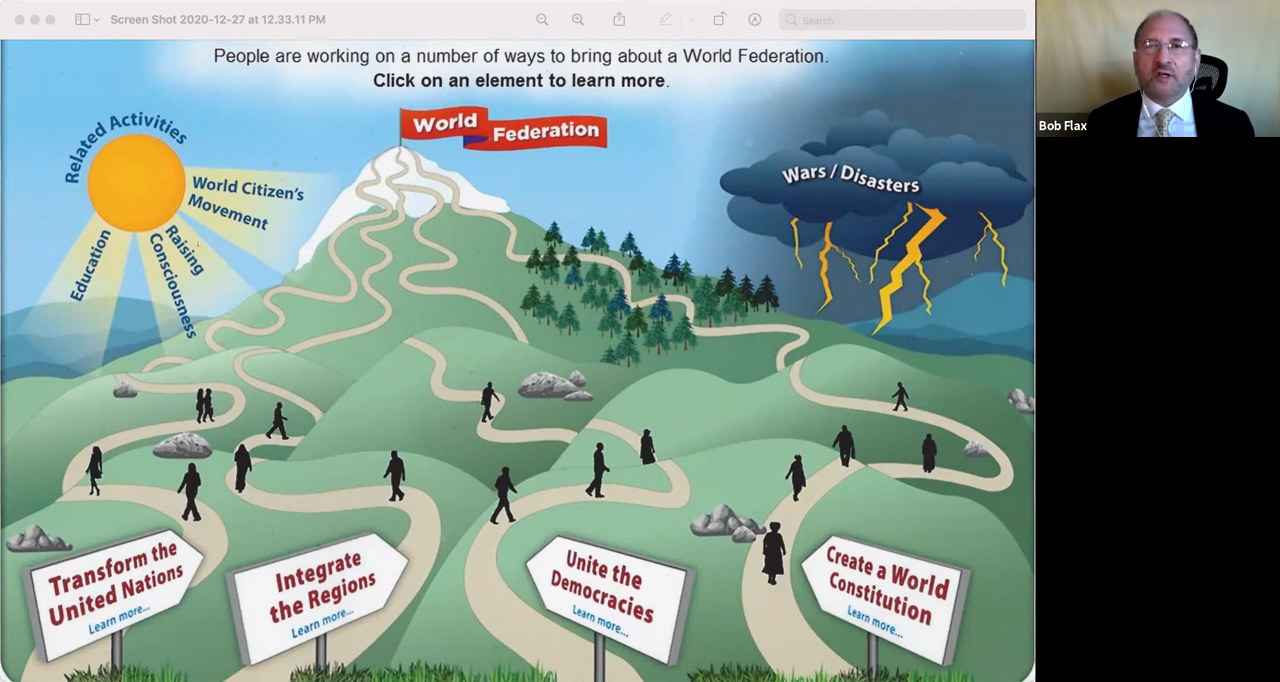 Screen Shot 2020-12-27 at 12.33.11 PM
Search
People are working on a number of ways to bring about a World Federation.
Click on an element to learn more.
Bob Flax
World
Federation
Related Activities
World Citizen's
Movement
Raising
Consciousness
Education
Wars / Disasters
Transform the
United Nations
Learn more...
Integrate
the Regions
Learn more...
Unite the
Democracies
Learn more...
Create a World
Constitution
Learn more...